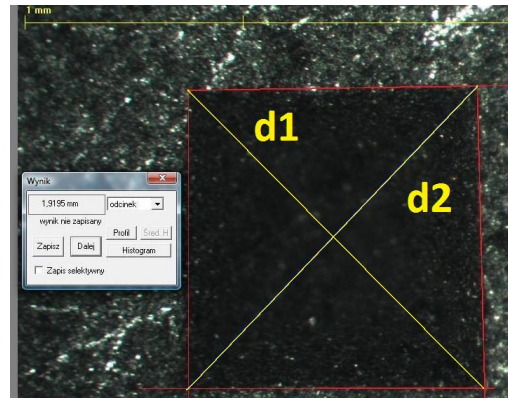 1 mm
d1
d2
Wynik
1,9195 mm
odcinek
wynik nie zapisany
Profil
Śred. H
Zapisz
Dalej
Histogram
Zapis selektywny